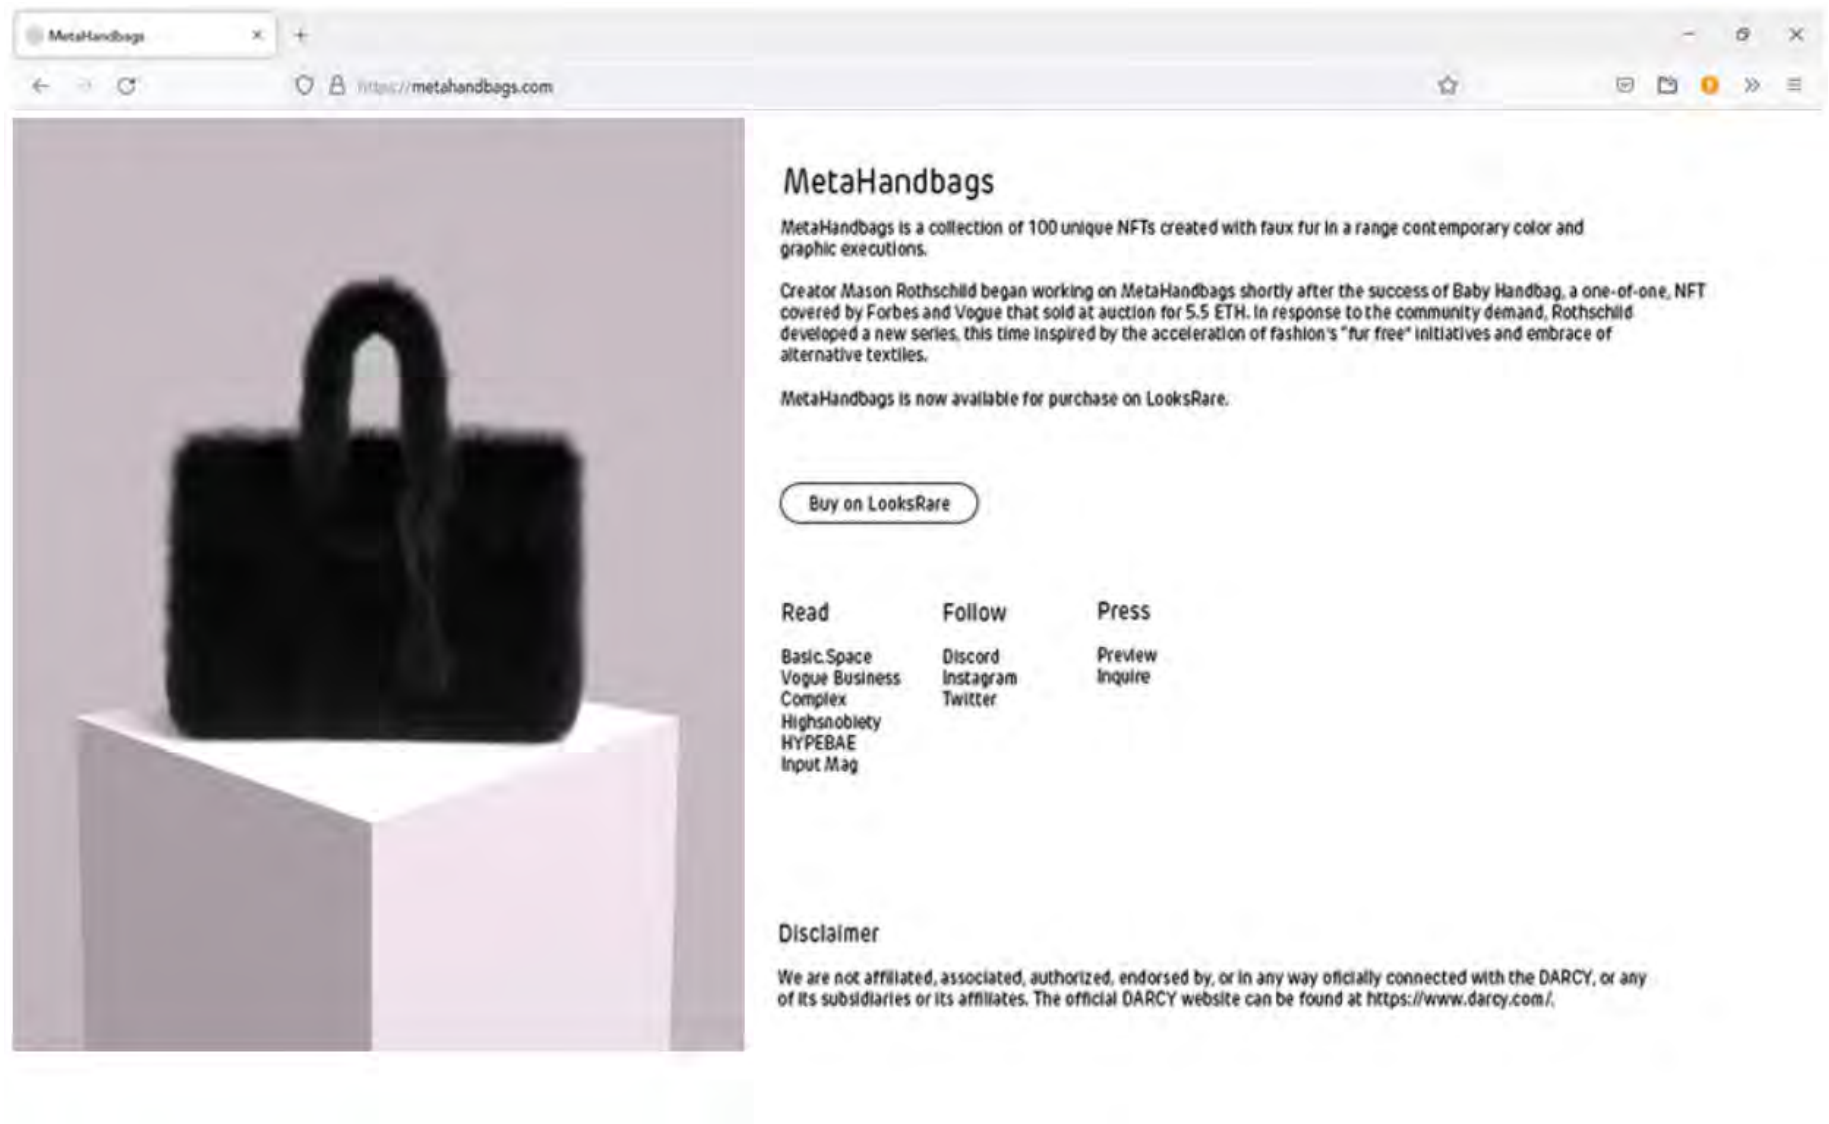 MetaHandbags
https://metahandbags.com
MetaHandbags
MetaHandbags is a collection of 100 unique NFTs created with faux fur in a range contemporary color and
graphic executions.
Creator Mason Rothschild began working on MetaHandbags shortly after the success of Baby Handbag, a one-of-one, NFT
covered by Forbes and Vogue that sold at auction for 5.5 ETH. In response to the community demand, Rothschild
developed a new series, this time inspired by the acceleration of fashion's "fur free" initiatives and embrace of
alternative textiles.
MetaHandbags is now available for purchase on LooksRare.
Buy on LooksRare
Read
Basic.Space
Vogue Business
Complex
Highsnobiety
HYPEBAE
Input Mag
Follow
Discord
Instagram
Twitter
Press
Preview
Inquire
Disclaimer
We are not affiliated, associated, authorized, endorsed by, or in any way oficially connected with the DARCY, or any
of its subsidiaries or its affiliates. The official DARCY website can be found at https://www.darcy.com/.